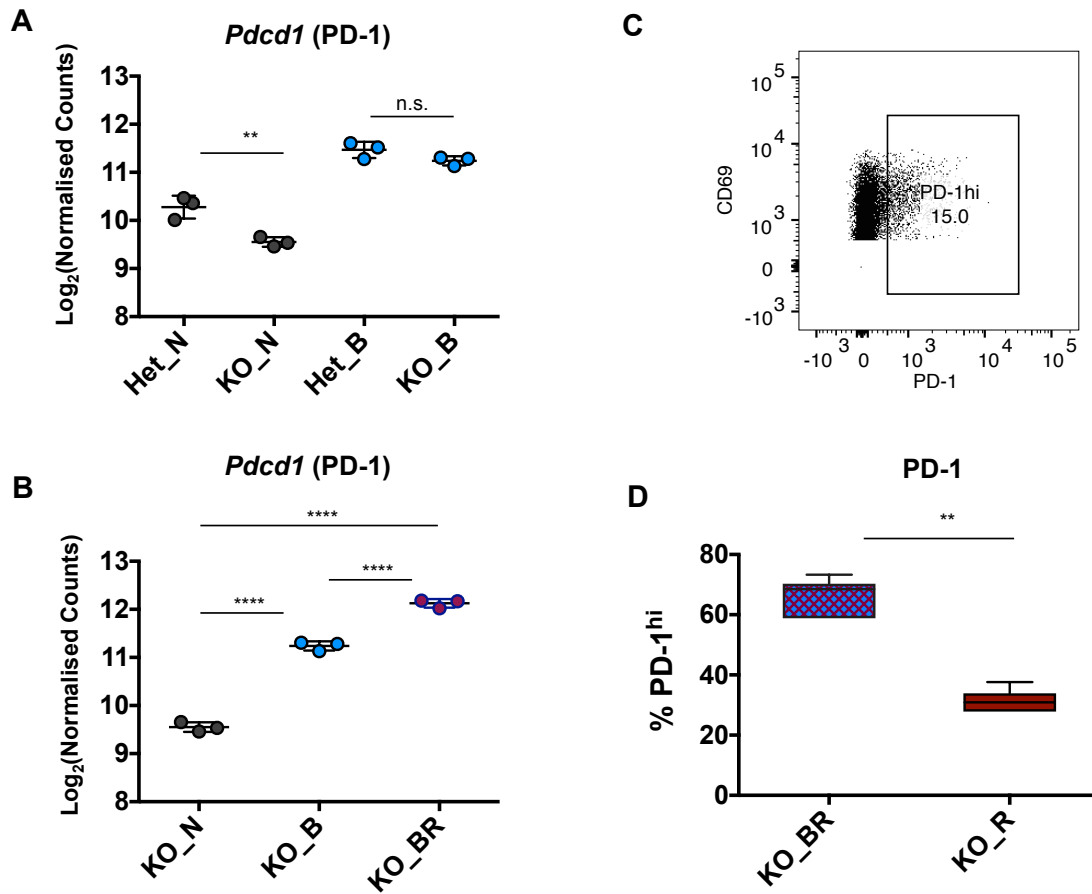 A
Pdcd1 (PD-1)
Log2(Normalised Counts)
13
12
11
10
9
8
**
n.s.
Het_N
KO_N
Het_B
KO_B
C
CD69
10^5
10^4
10^3
0
-10^3
PD-1hi
15.0
-10^3 0 10^3 10^4 10^5
PD-1
B
Pdcd1 (PD-1)
Log2(Normalised Counts)
13
12
11
10
9
8
****
****
****
KO_N
KO_B
KO_BR
D
PD-1
% PD-1^hi
80
60
40
20
0
**
KO_BR
KO_R